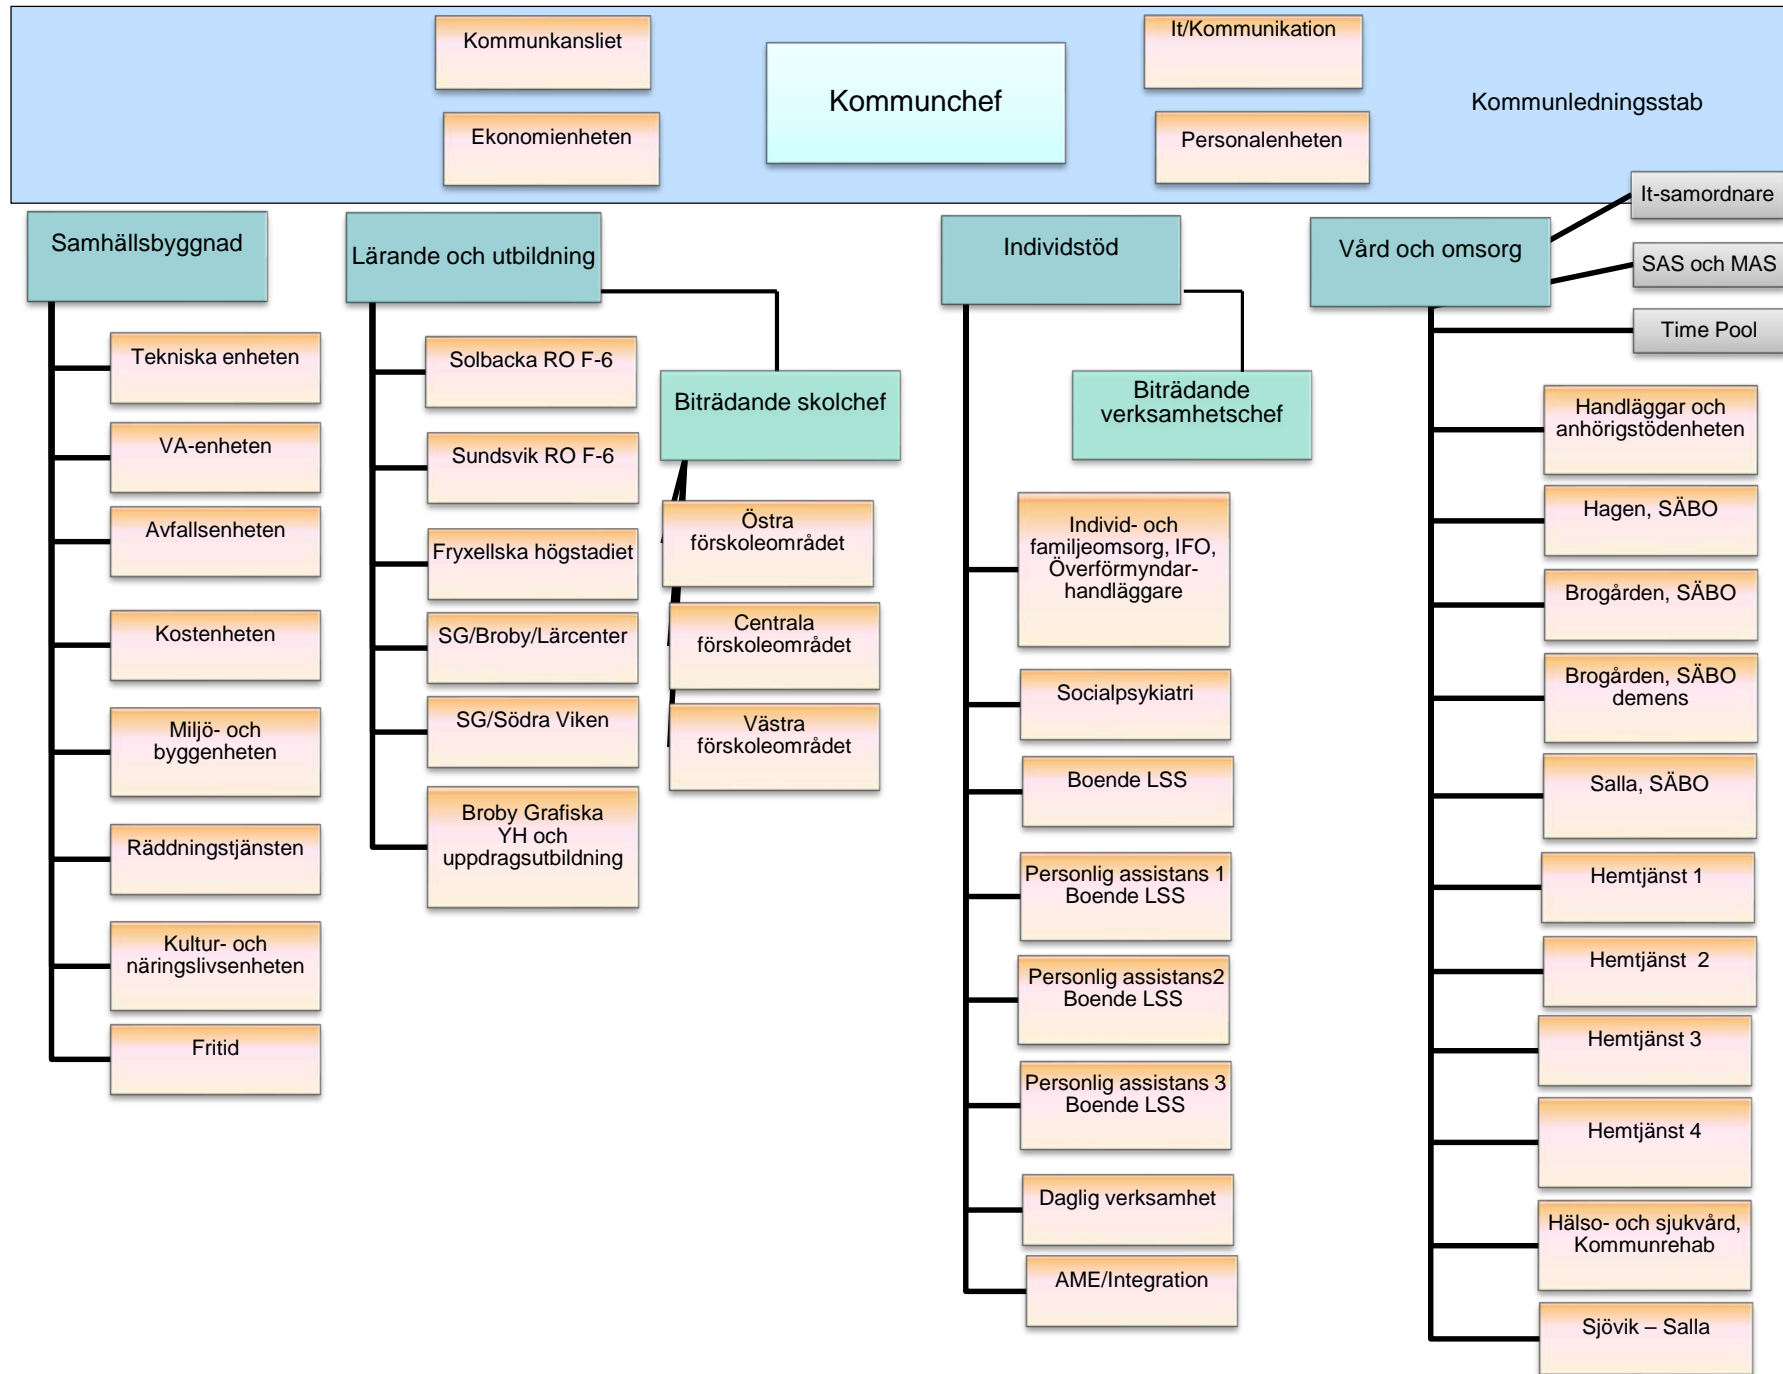 Kommunkansliet
Ekonomienheten
Kommunchef
It/Kommunikation
Personalenheten
Kommunledningsstab
It-samordnare
SAS och MAS
Time Pool
Samhällsbyggnad
Tekniska enheten
VA-enheten
Avfallsenheten
Kostenheten
Miljö- och
byggenheten
Räddningstjänsten
Kultur- och
näringslivsenheten
Fritid
Lärande och utbildning
Solbacka RO F-6
Sundsvik RO F-6
Fryxellska högstadiet
SG/Broby/Lärcenter
SG/Södra Viken
Broby Grafiska
YH och
uppdragsutbildning
Biträdande skolchef
Östra
förskoleområdet
Centrala
förskoleområdet
Västra
förskoleområdet
Individstöd
Biträdande
verksamhetschef
Individ- och
familjeomsorg, IFO,
Överförmyndar-
handläggare
Socialpsykiatri
Boende LSS
Personlig assistans 1
Boende LSS
Personlig assistans2
Boende LSS
Personlig assistans 3
Boende LSS
Daglig verksamhet
AME/Integration
Vård och omsorg
Handläggar och
anhörigstödenheten
Hagen, SÄBO
Brogården, SÄBO
Brogården, SÄBO
demens
Salla, SÄBO
Hemtjänst 1
Hemtjänst  2
Hemtjänst 3
Hemtjänst 4
Hälso- och sjukvård,
Kommunrehab
Sjövik – Salla